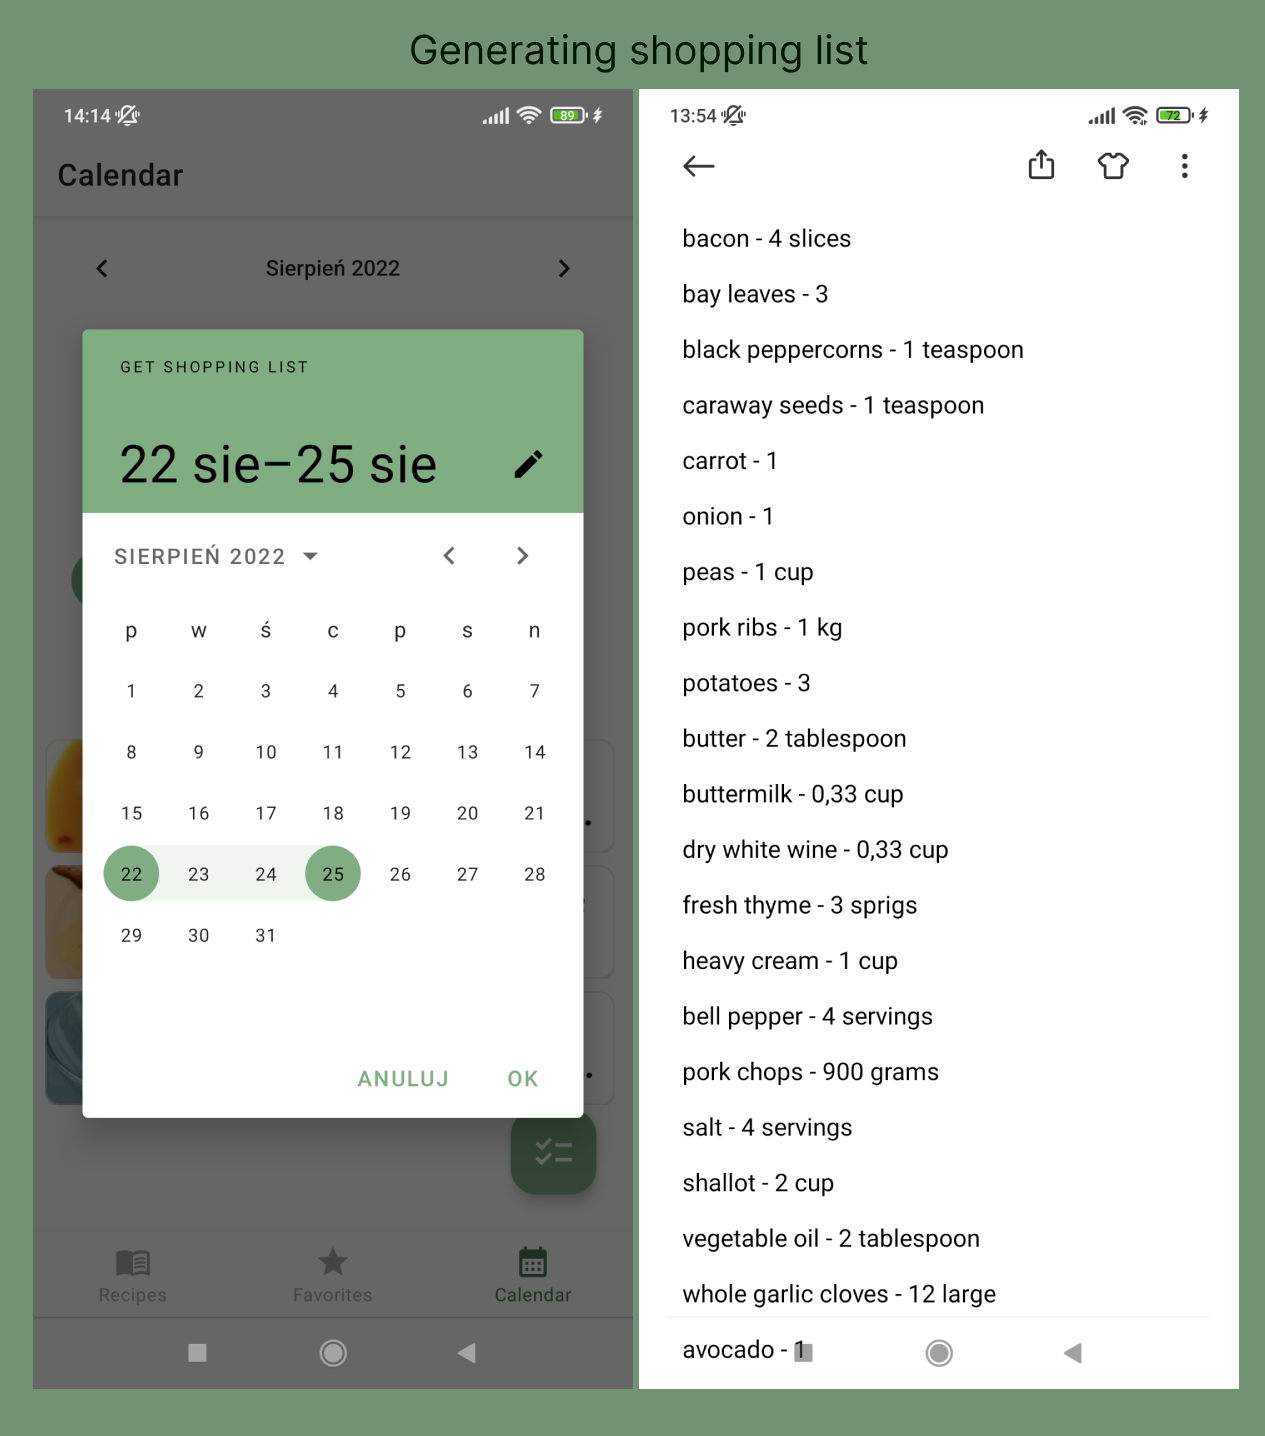 Generating shopping list
14:14
89
Calendar
Sierpień 2022
GET SHOPPING LIST
22 sie–25 sie
SIERPIEŃ 2022
p w ś c p s n
1 2 3 4 5 6 7
8 9 10 11 12 13 14
15 16 17 18 19 20 21
22 23 24 25 26 27 28
29 30 31
ANULUJ OK
Recipes Favorites Calendar
13:54
72
bacon - 4 slices
bay leaves - 3
black peppercorns - 1 teaspoon
caraway seeds - 1 teaspoon
carrot - 1
onion - 1
peas - 1 cup
pork ribs - 1 kg
potatoes - 3
butter - 2 tablespoon
buttermilk - 0,33 cup
dry white wine - 0,33 cup
fresh thyme - 3 sprigs
heavy cream - 1 cup
bell pepper - 4 servings
pork chops - 900 grams
salt - 4 servings
shallot - 2 cup
vegetable oil - 2 tablespoon
whole garlic cloves - 12 large
avocado - 1